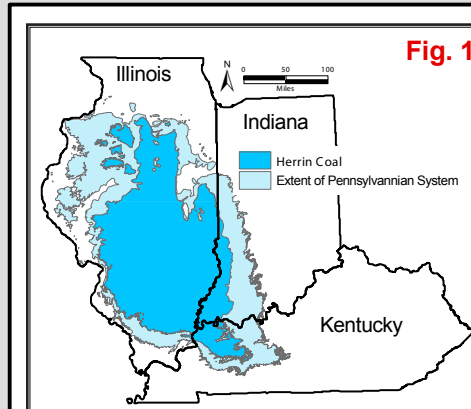 Fig. 1
Illinois
N
0 50 100
Miles
Indiana
Herrin Coal
Extent of Pennsylvannian System
Kentucky